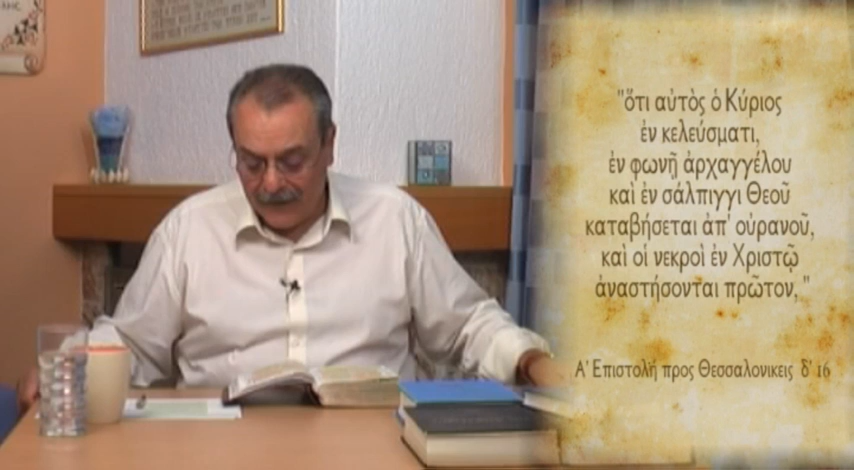 "ὅτι αὐτὸς ὁ Κύριος
ἐν κελεύσματι,
ἐν φωνῇ ἀρχαγγέλου
καὶ ἐν σάλπιγγι Θεοῦ
καταβήσεται ἀπ' οὐρανοῦ,
καὶ οἱ νεκροὶ ἐν Χριστῷ
ἀναστήσονται πρῶτον, "
Α' Επιστολή προς Θεσσαλονικεις δ' 16